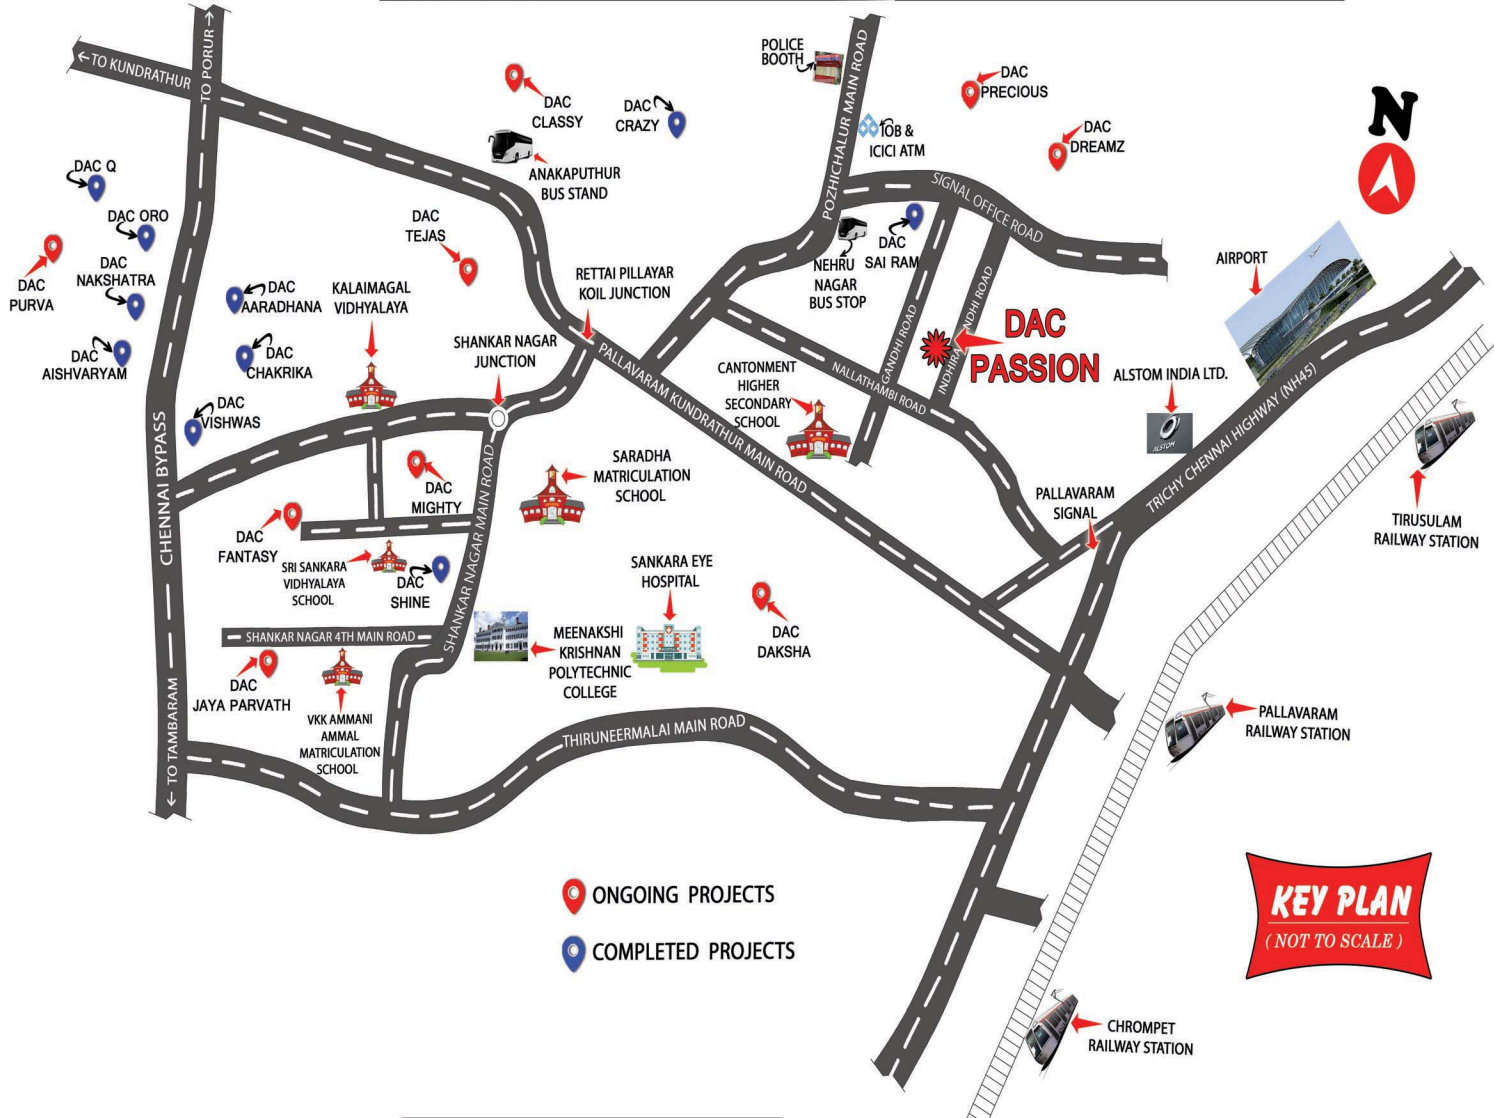 ← TO KUNDRATHUR
TO PORUR →
POLICE
BOOTH
POZHICHALUR MAIN ROAD
DAC
PRECIOUS
DAC
CLASSY
DAC
CRAZY
IOB &
ICICI ATM
DAC
DREAMZ
N
ANAKAPUTHUR
BUS STAND
SIGNAL OFFICE ROAD
DAC Q
DAC ORO
DAC
TEJAS
DAC
PURVA
DAC
NAKSHATRA
DAC
AARADHANA
KALAIMAGAL
VIDHYALAYA
RETTAI PILLAYAR
KOIL JUNCTION
NEHRU
NAGAR
BUS STOP
DAC
SAI RAM
AIRPORT
GANDHI ROAD
DAC
PASSION
DAC
AISHVARYAM
DAC
CHAKRIKA
SHANKAR NAGAR
JUNCTION
PALLAVARAM KUNDRATHUR MAIN ROAD
CANTONMENT
HIGHER
SECONDARY
SCHOOL
NALLATHAMBI ROAD
ALSTOM INDIA LTD.
ALSTOM
TRICHY CHENNAI HIGHWAY (NH45)
DAC
VISHWAS
CHENNAI BYPASS
SARADHA
MATRICULATION
SCHOOL
DAC
MIGHTY
SHANKAR NAGAR MAIN ROAD
PALLAVARAM
SIGNAL
TIRUSULAM
RAILWAY STATION
DAC
FANTASY
SRI SANKARA
VIDHYALAYA
SCHOOL
DAC
SHINE
SANKARA EYE
HOSPITAL
SHANKAR NAGAR 4TH MAIN ROAD
MEENAKSHI
KRISHNAN
POLYTECHNIC
COLLEGE
DAC
DAKSHA
DAC
JAYA PARVATH
VKK AMMANI
AMMAL
MATRICULATION
SCHOOL
← TO TAMBARAM
THIRUNEERMALAI MAIN ROAD
PALLAVARAM
RAILWAY STATION
ONGOING PROJECTS
COMPLETED PROJECTS
KEY PLAN
( NOT TO SCALE )
CHROMPET
RAILWAY STATION